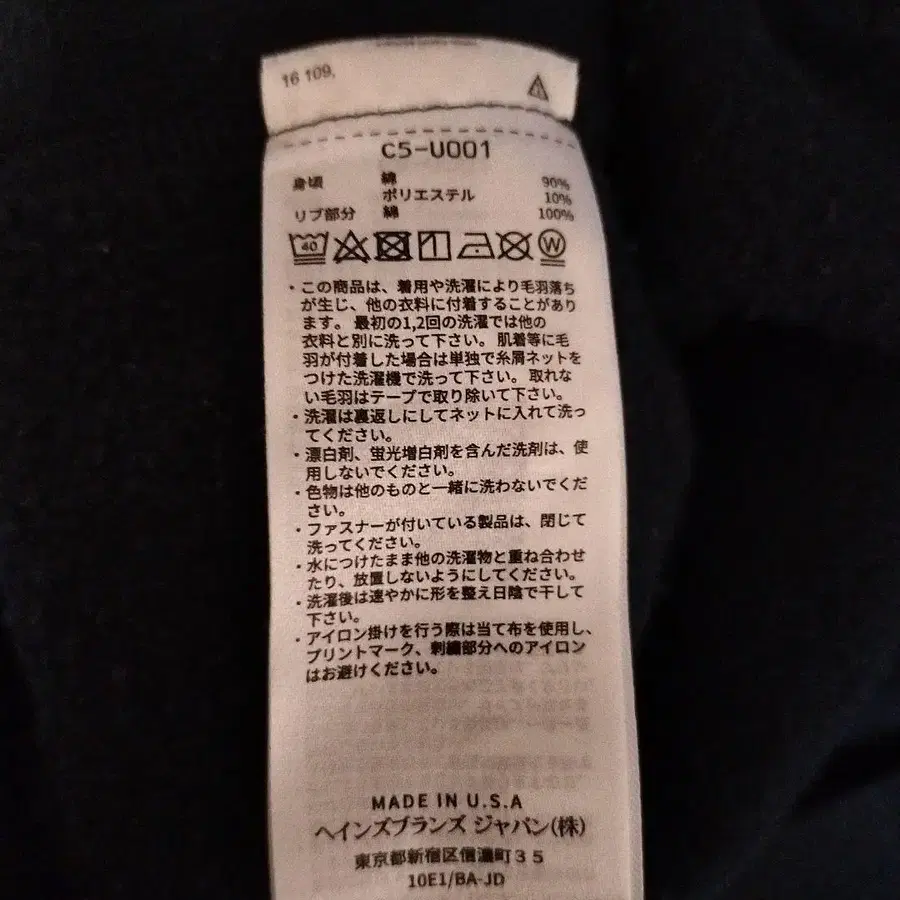 16 109,
C5-U001
身頃 綿 90%
ポリエステル 10%
リブ部分 綿 100%
40 W
・この商品は、着用や洗濯により毛羽落ち
が生じ、他の衣料に付着することがあり
ます。 最初の1,2回の洗濯では他の
衣料と別に洗って下さい。 肌着等に毛
羽が付着した場合は単独で糸屑ネットを
つけた洗濯機で洗って下さい。 取れな
い毛羽はテープで取り除いて下さい。
・洗濯は裏返しにしてネットに入れて洗っ
てください。
・漂白剤、蛍光増白剤を含んだ洗剤は、使
用しないでください。
・色物は他のものと一緒に洗わないでくだ
さい。
・ファスナーが付いている製品は、閉じて
洗ってください。
・水につけたまま他の洗濯物と重ね合わせ
たり、放置しないようにしてください。
・洗濯後は速やかに形を整え日陰で干して
下さい。
・アイロン掛けを行う際は当て布を使用し、
プリントマーク、刺繍部分へのアイロン
はお避けください。
MADE IN U.S.A
ヘインズブランズ ジャパン(株)
東京都新宿区信濃町35
10E1/BA-JD